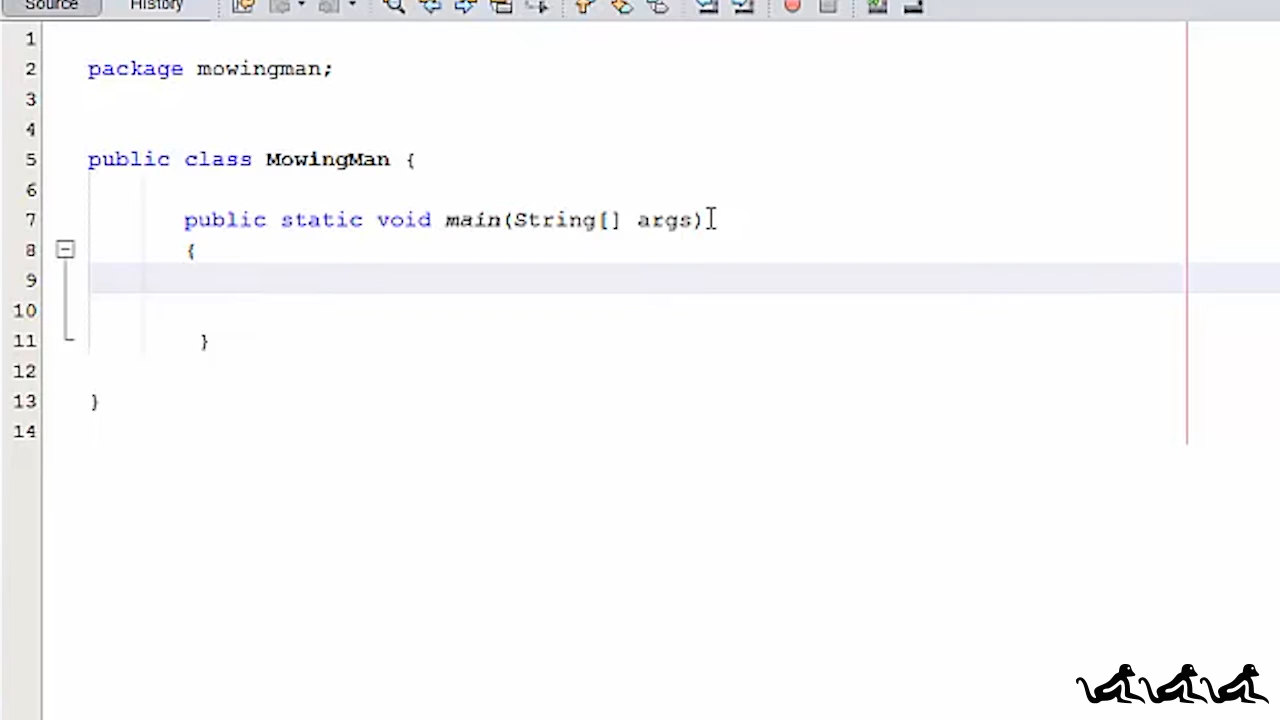 Source History
1
2 package mowingman;
3
4
5 public class MowingMan {
6
7 public static void main(String[] args)
8 {
9
10
11 }
12
13 }
14